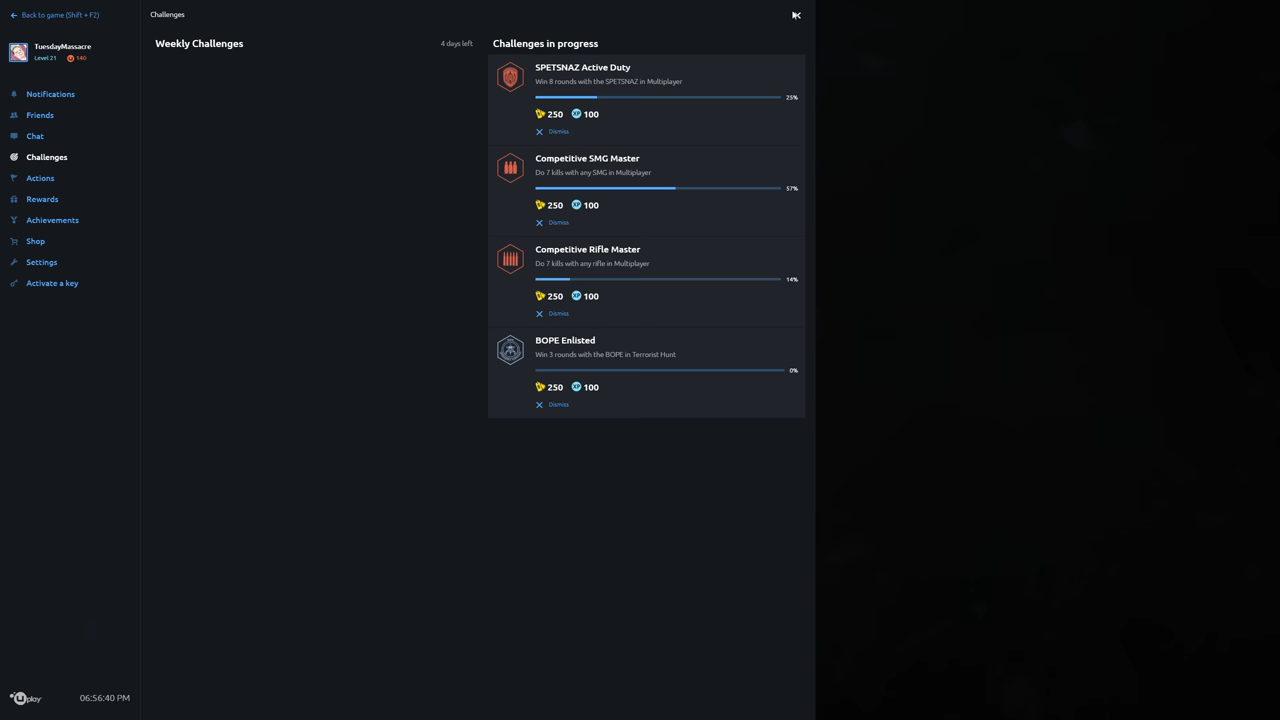 Back to game (Shift + F2)
TuesdayMassacre
Level 21 140
Notifications
Friends
Chat
Challenges
Actions
Rewards
Achievements
Shop
Settings
Activate a key
uplay
06:56:40 PM
Challenges
Weekly Challenges
4 days left
Challenges in progress
SPETSNAZ Active Duty
Win 8 rounds with the SPETSNAZ in Multiplayer
25%
250 XP 100
Dismiss
Competitive SMG Master
Do 7 kills with any SMG in Multiplayer
57%
250 XP 100
Dismiss
Competitive Rifle Master
Do 7 kills with any rifle in Multiplayer
14%
250 XP 100
Dismiss
BOPE Enlisted
Win 3 rounds with the BOPE in Terrorist Hunt
0%
250 XP 100
Dismiss